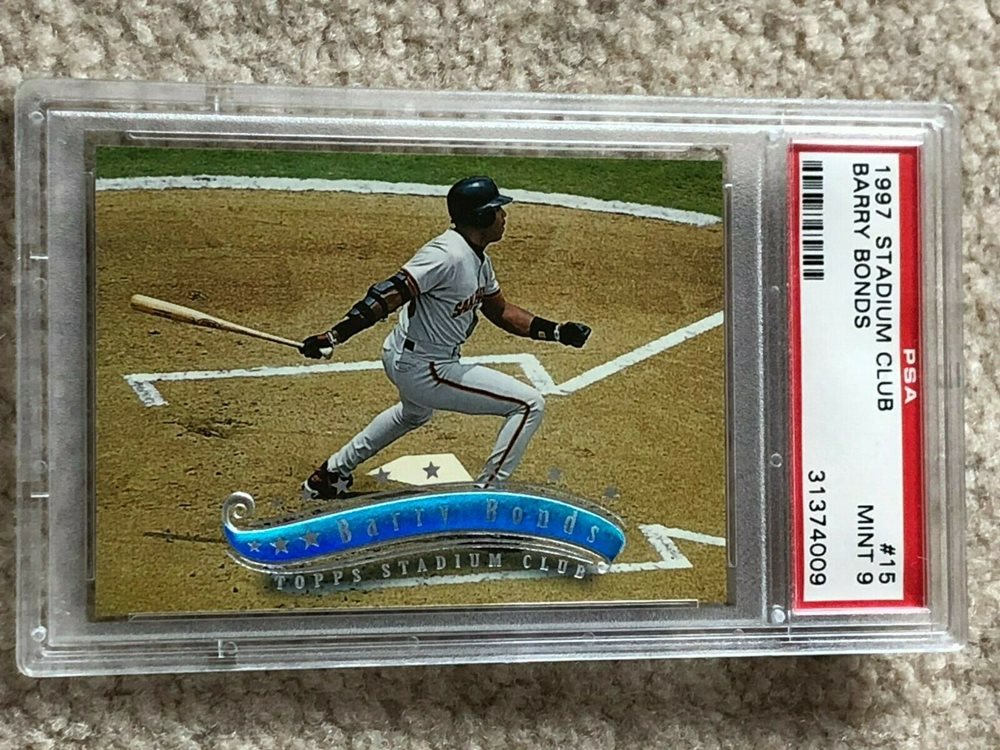 PSA
1997 STADIUM CLUB #15
BARRY BONDS MINT 9
31374009
Barry Bonds
TOPPS STADIUM CLUB